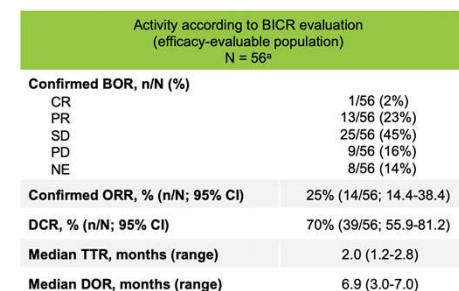 Activity according to BICR evaluation
(efficacy-evaluable population)
N = 56ᵃ
Confirmed BOR, n/N (%)
CR 1/56 (2%)
PR 13/56 (23%)
SD 25/56 (45%)
PD 9/56 (16%)
NE 8/56 (14%)
Confirmed ORR, % (n/N; 95% CI) 25% (14/56; 14.4-38.4)
DCR, % (n/N; 95% CI) 70% (39/56; 55.9-81.2)
Median TTR, months (range) 2.0 (1.2-2.8)
Median DOR, months (range) 6.9 (3.0-7.0)